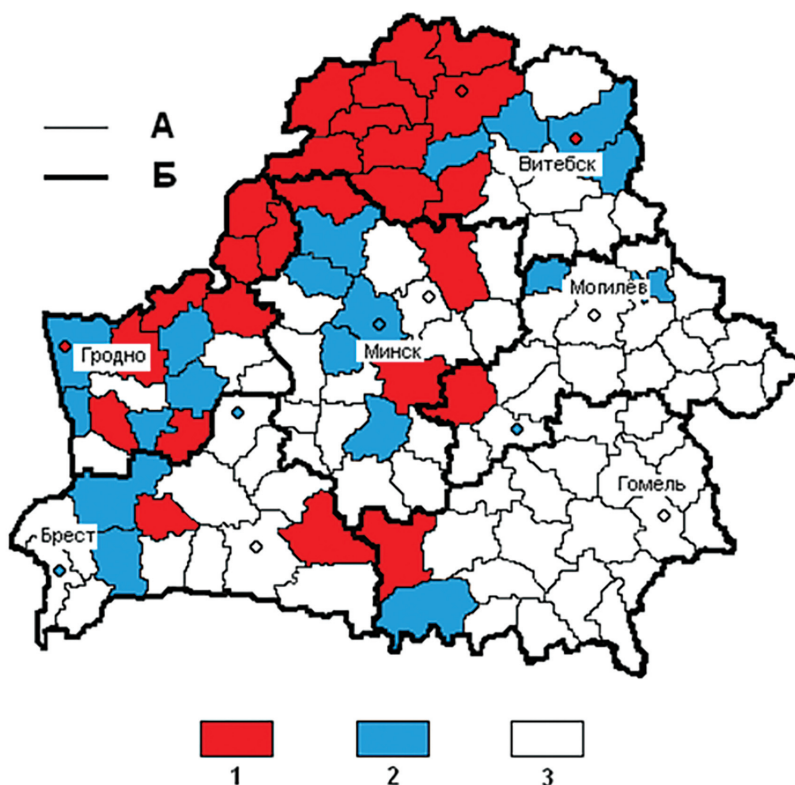 А
Б
Витебск
Могилёв
Гродно
Минск
Гомель
Брест
1
2
3